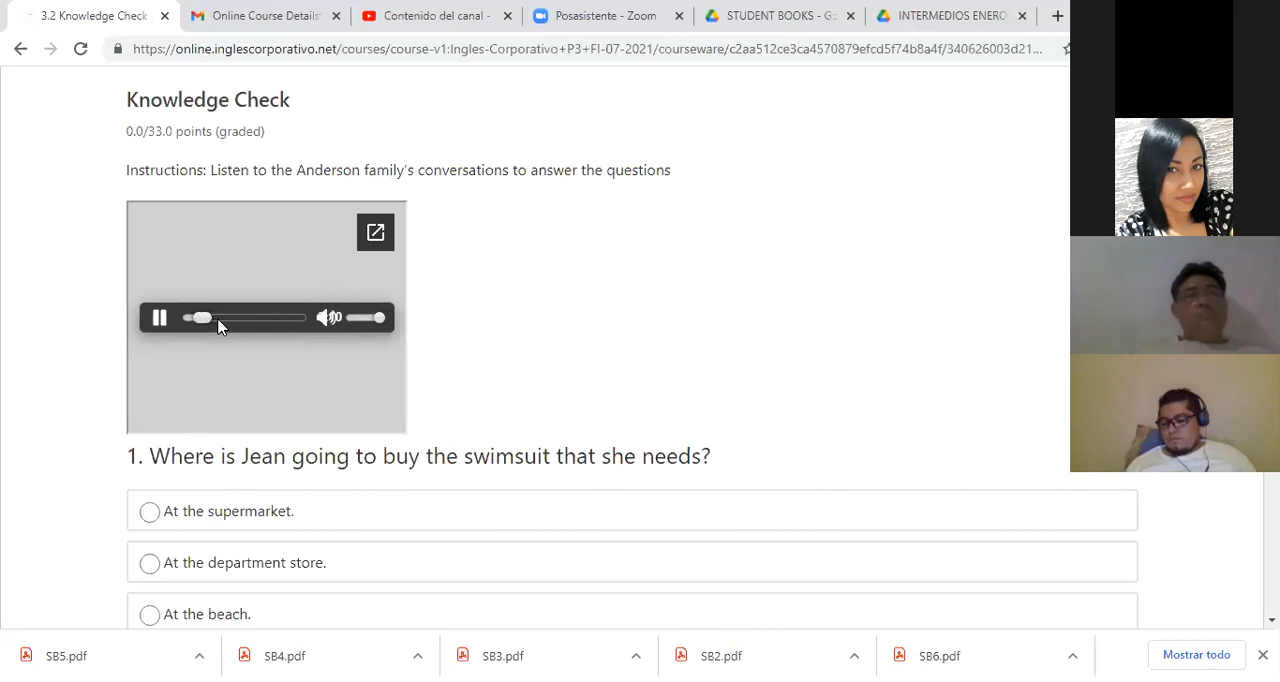 3.2 Knowledge Check
Online Course Details"
Contenido del canal -
Posasistente - Zoom
STUDENT BOOKS - Go
INTERMEDIOS ENERO
https://online.inglescorporativo.net/courses/course-v1:Ingles-Corporativo+P3+FI-07-2021/courseware/c2aa512ce3ca4570879efcd5f74b8a4f/340626003d21...
Knowledge Check
0.0/33.0 points (graded)
Instructions: Listen to the Anderson family's conversations to answer the questions
1. Where is Jean going to buy the swimsuit that she needs?
At the supermarket.
At the department store.
At the beach.
SB5.pdf
SB4.pdf
SB3.pdf
SB2.pdf
SB6.pdf
Mostrar todo